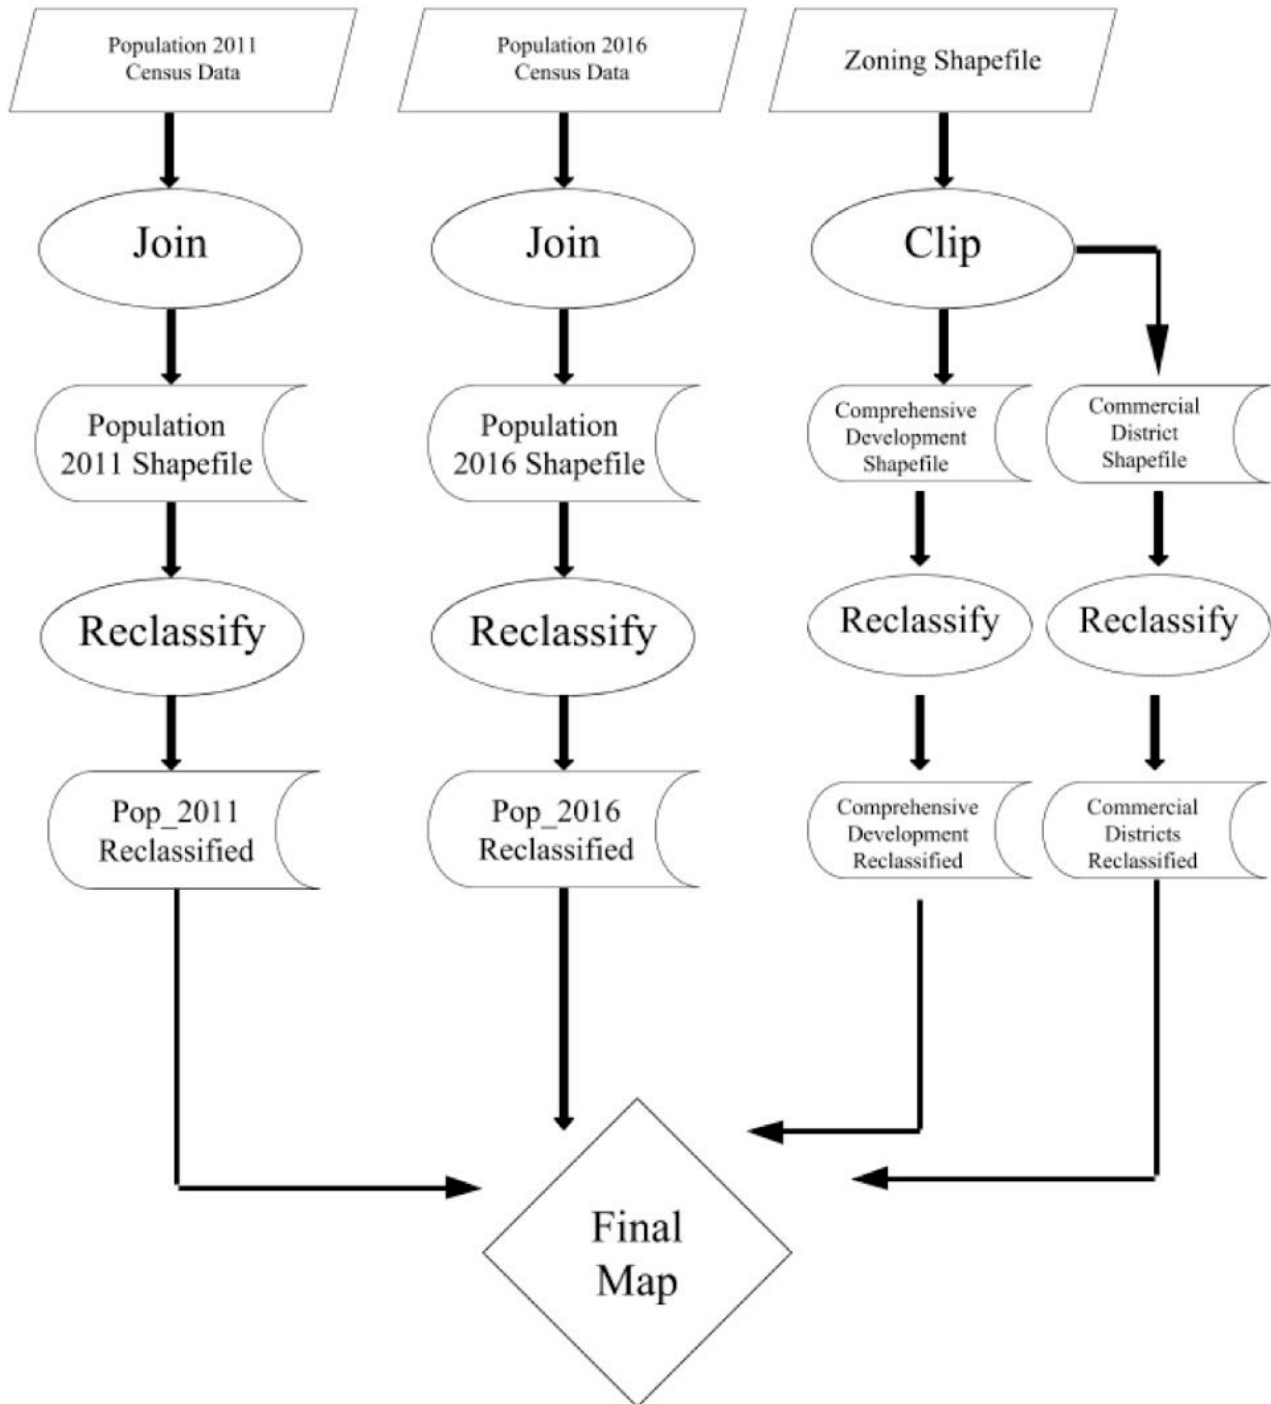 Population 2011
Census Data
Population 2016
Census Data
Zoning Shapefile
Join
Join
Clip
Population
2011 Shapefile
Population
2016 Shapefile
Comprehensive
Development
Shapefile
Commercial
District
Shapefile
Reclassify
Reclassify
Reclassify
Reclassify
Pop_2011
Reclassified
Pop_2016
Reclassified
Comprehensive
Development
Reclassified
Commercial
Districts
Reclassified
Final
Map